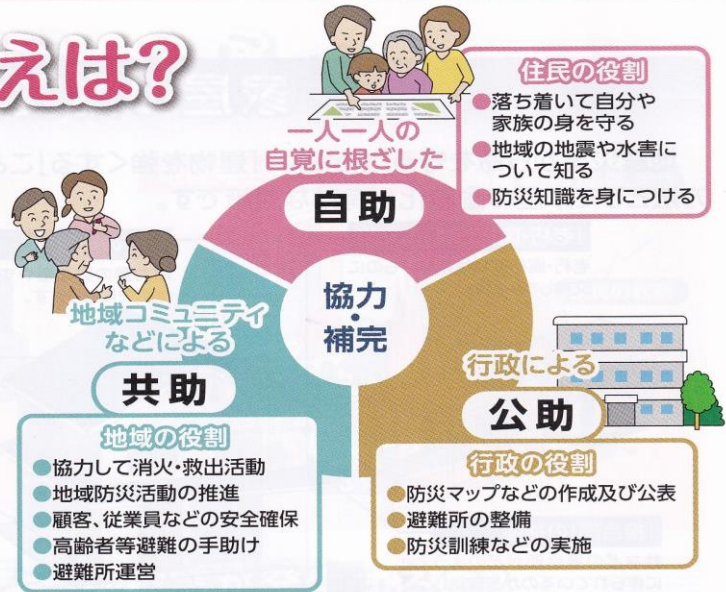 えは?
一人一人の
自覚に根ざした
自助
住民の役割
●落ち着いて自分や
家族の身を守る
●地域の地震や水害に
ついて知る
●防災知識を身につける
地域コミュニティ
などによる
共助
地域の役割
●協力して消火・救出活動
●地域防災活動の推進
●顧客、従業員などの安全確保
●高齢者等避難の手助け
●避難所運営
協力
・
補完
行政による
公助
行政の役割
●防災マップなどの作成及び公表
●避難所の整備
●防災訓練などの実施